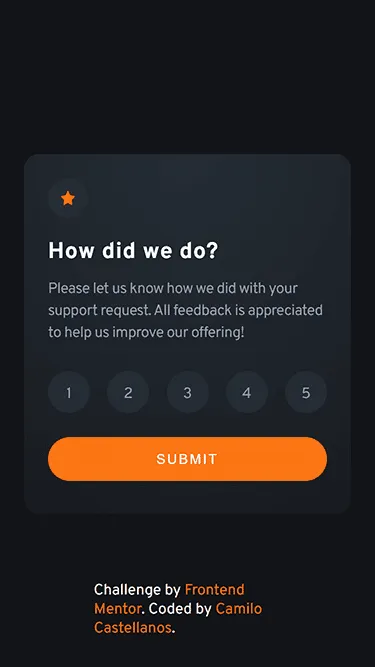 How did we do?
Please let us know how we did with your
support request. All feedback is appreciated
to help us improve our offering!
1 2 3 4 5
SUBMIT
Challenge by Frontend
Mentor. Coded by Camilo
Castellanos.